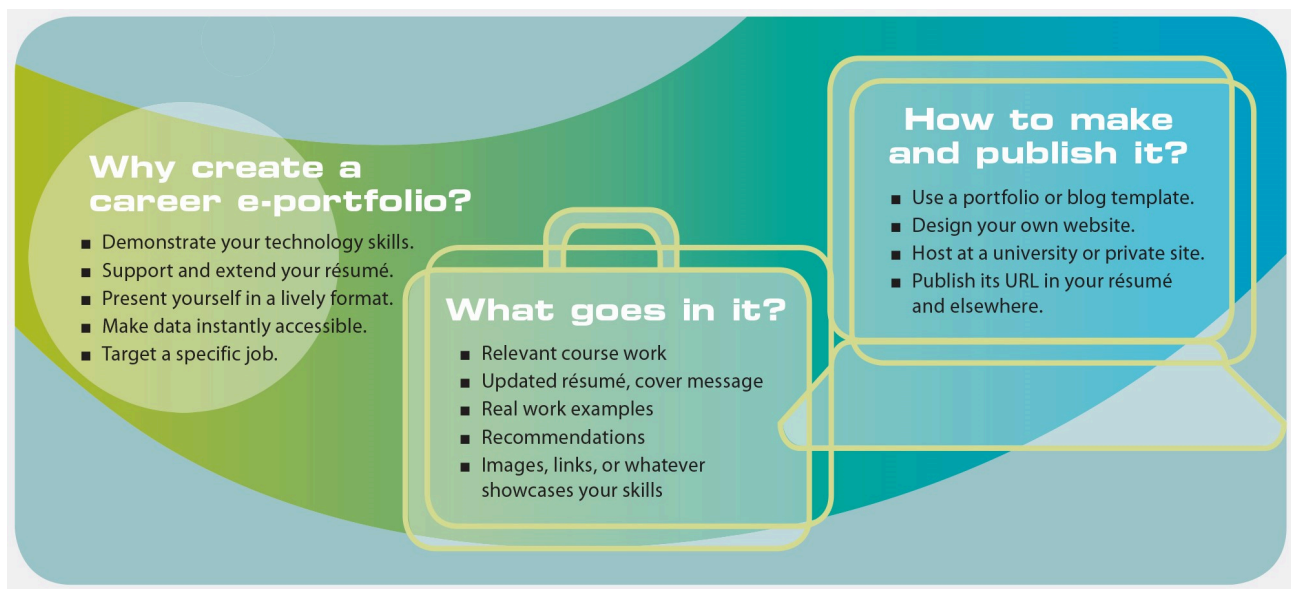 Why create a
career e-portfolio?
■ Demonstrate your technology skills.
■ Support and extend your résumé.
■ Present yourself in a lively format.
■ Make data instantly accessible.
■ Target a specific job.
What goes in it?
■ Relevant course work
■ Updated résumé, cover message
■ Real work examples
■ Recommendations
■ Images, links, or whatever
showcases your skills
How to make
and publish it?
■ Use a portfolio or blog template.
■ Design your own website.
■ Host at a university or private site.
■ Publish its URL in your résumé
and elsewhere.